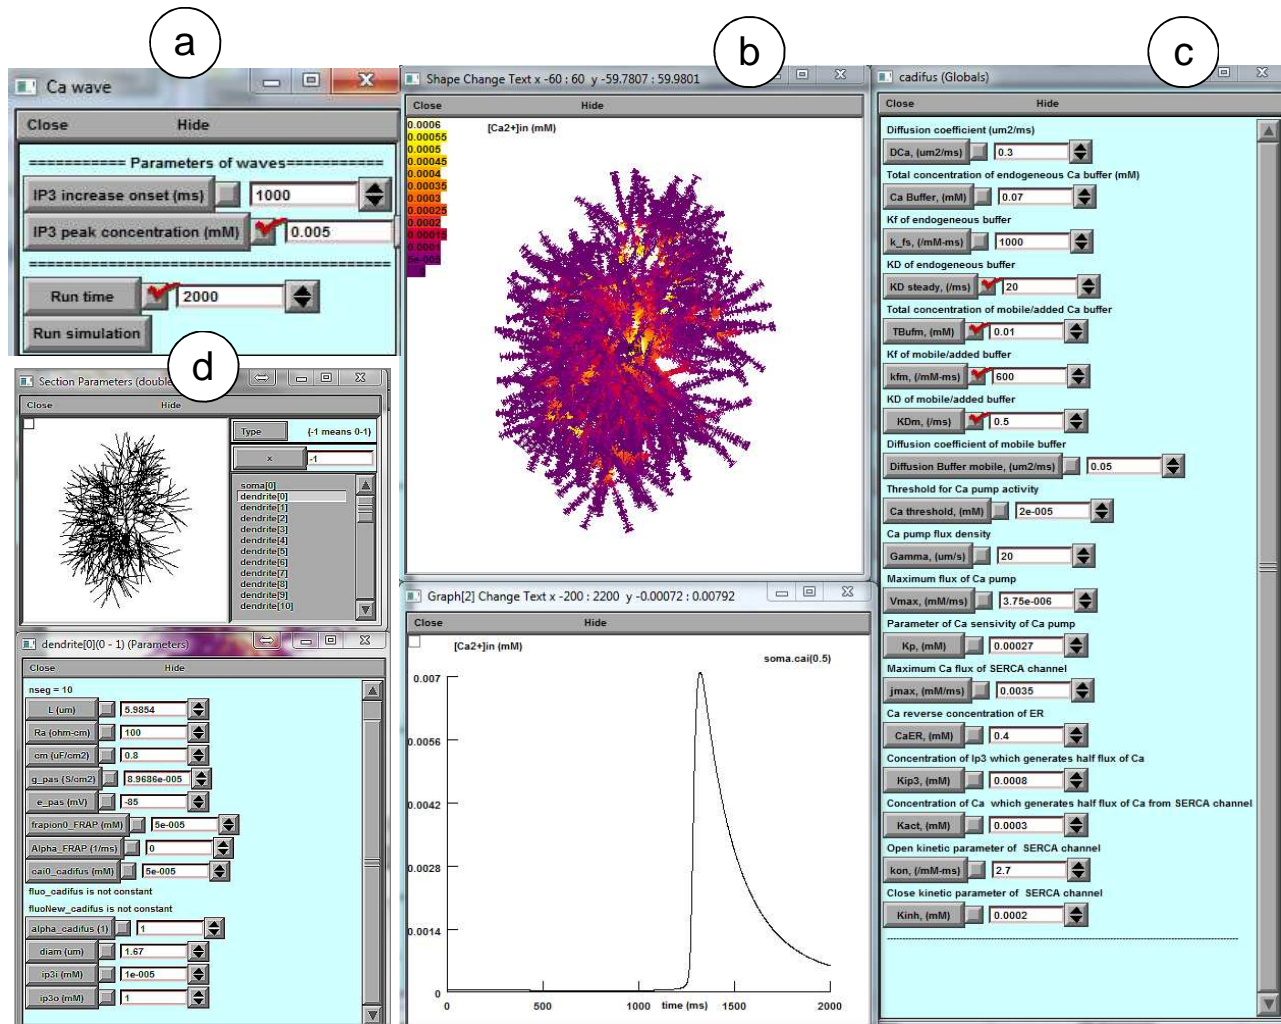 a
Ca wave
Close Hide
=========== Parameters of waves===========
IP3 increase onset (ms) 1000
IP3 peak concentration (mM) 0.005
Run time 2000
Run simulation
b
Shape Change Text x -60 : 60 y -59.7807 : 59.9801
Close Hide
[Ca2+]in (mM)
0.0006
0.00055
0.0005
0.00045
0.0004
0.00035
0.0003
0.00025
0.0002
0.00015
0.0001
5e-005
c
cadifus (Globals)
Close Hide
Diffusion coefficient (um2/ms)
DCa, (um2/ms) 0.3
Total concentration of endogeneous Ca buffer (mM)
Ca Buffer, (mM) 0.07
Kf of endogeneous buffer
k_fs, (/mM-ms) 1000
KD of endogeneous buffer
KD steady, (/ms) 20
Total concentration of mobile/added Ca buffer
TBufm, (mM) 0.01
Kf of mobile/added buffer
kfm, (/mM-ms) 600
KD of mobile/added buffer
KDm, (/ms) 0.5
Diffusion coefficient of mobile buffer
Diffusion Buffer mobile, (um2/ms) 0.05
Threshold for Ca pump activity
Ca threshold, (mM) 2e-005
Ca pump flux density
Gamma, (um/s) 20
Maximum flux of Ca pump
Vmax, (mM/ms) 3.75e-006
Parameter of Ca sensivity of Ca pump
Kp, (mM) 0.00027
Maximum Ca flux of SERCA channel
jmax, (mM/ms) 0.0035
Ca reverse concentration of ER
CaER, (mM) 0.4
Concentration of Ip3 which generates half flux of Ca
Kip3, (mM) 0.0008
Concentration of Ca which generates half flux of Ca from SERCA channel
Kact, (mM) 0.0003
Open kinetic parameter of SERCA channel
kon, (/mM-ms) 2.7
Close kinetic parameter of SERCA channel
Kinh, (mM) 0.0002
d
Section Parameters (double
Close Hide
Type (-1 means 0-1)
x -1
soma[0]
dendrite[0]
dendrite[1]
dendrite[2]
dendrite[3]
dendrite[4]
dendrite[5]
dendrite[6]
dendrite[7]
dendrite[8]
dendrite[9]
dendrite[10]
dendrite[0](0 - 1) (Parameters)
Close Hide
nseg = 10
L (um) 5.9854
Ra (ohm-cm) 100
cm (uF/cm2) 0.8
g_pas (S/cm2) 8.9686e-005
e_pas (mV) -85
frapion0_FRAP (mM) 5e-005
Alpha_FRAP (1/ms) 0
cai0_cadifus (mM) 5e-005
fluo_cadifus is not constant
fluoNew_cadifus is not constant
alpha_cadifus (1) 1
diam (um) 1.67
ip3i (mM) 1e-005
ip3o (mM) 1
Graph[2] Change Text x -200 : 2200 y -0.00072 : 0.00792
Close Hide
[Ca2+]in (mM)
soma.cai(0.5)
0.007
0.0056
0.0042
0.0028
0.0014
0
0 500 1000 time (ms) 1500 2000